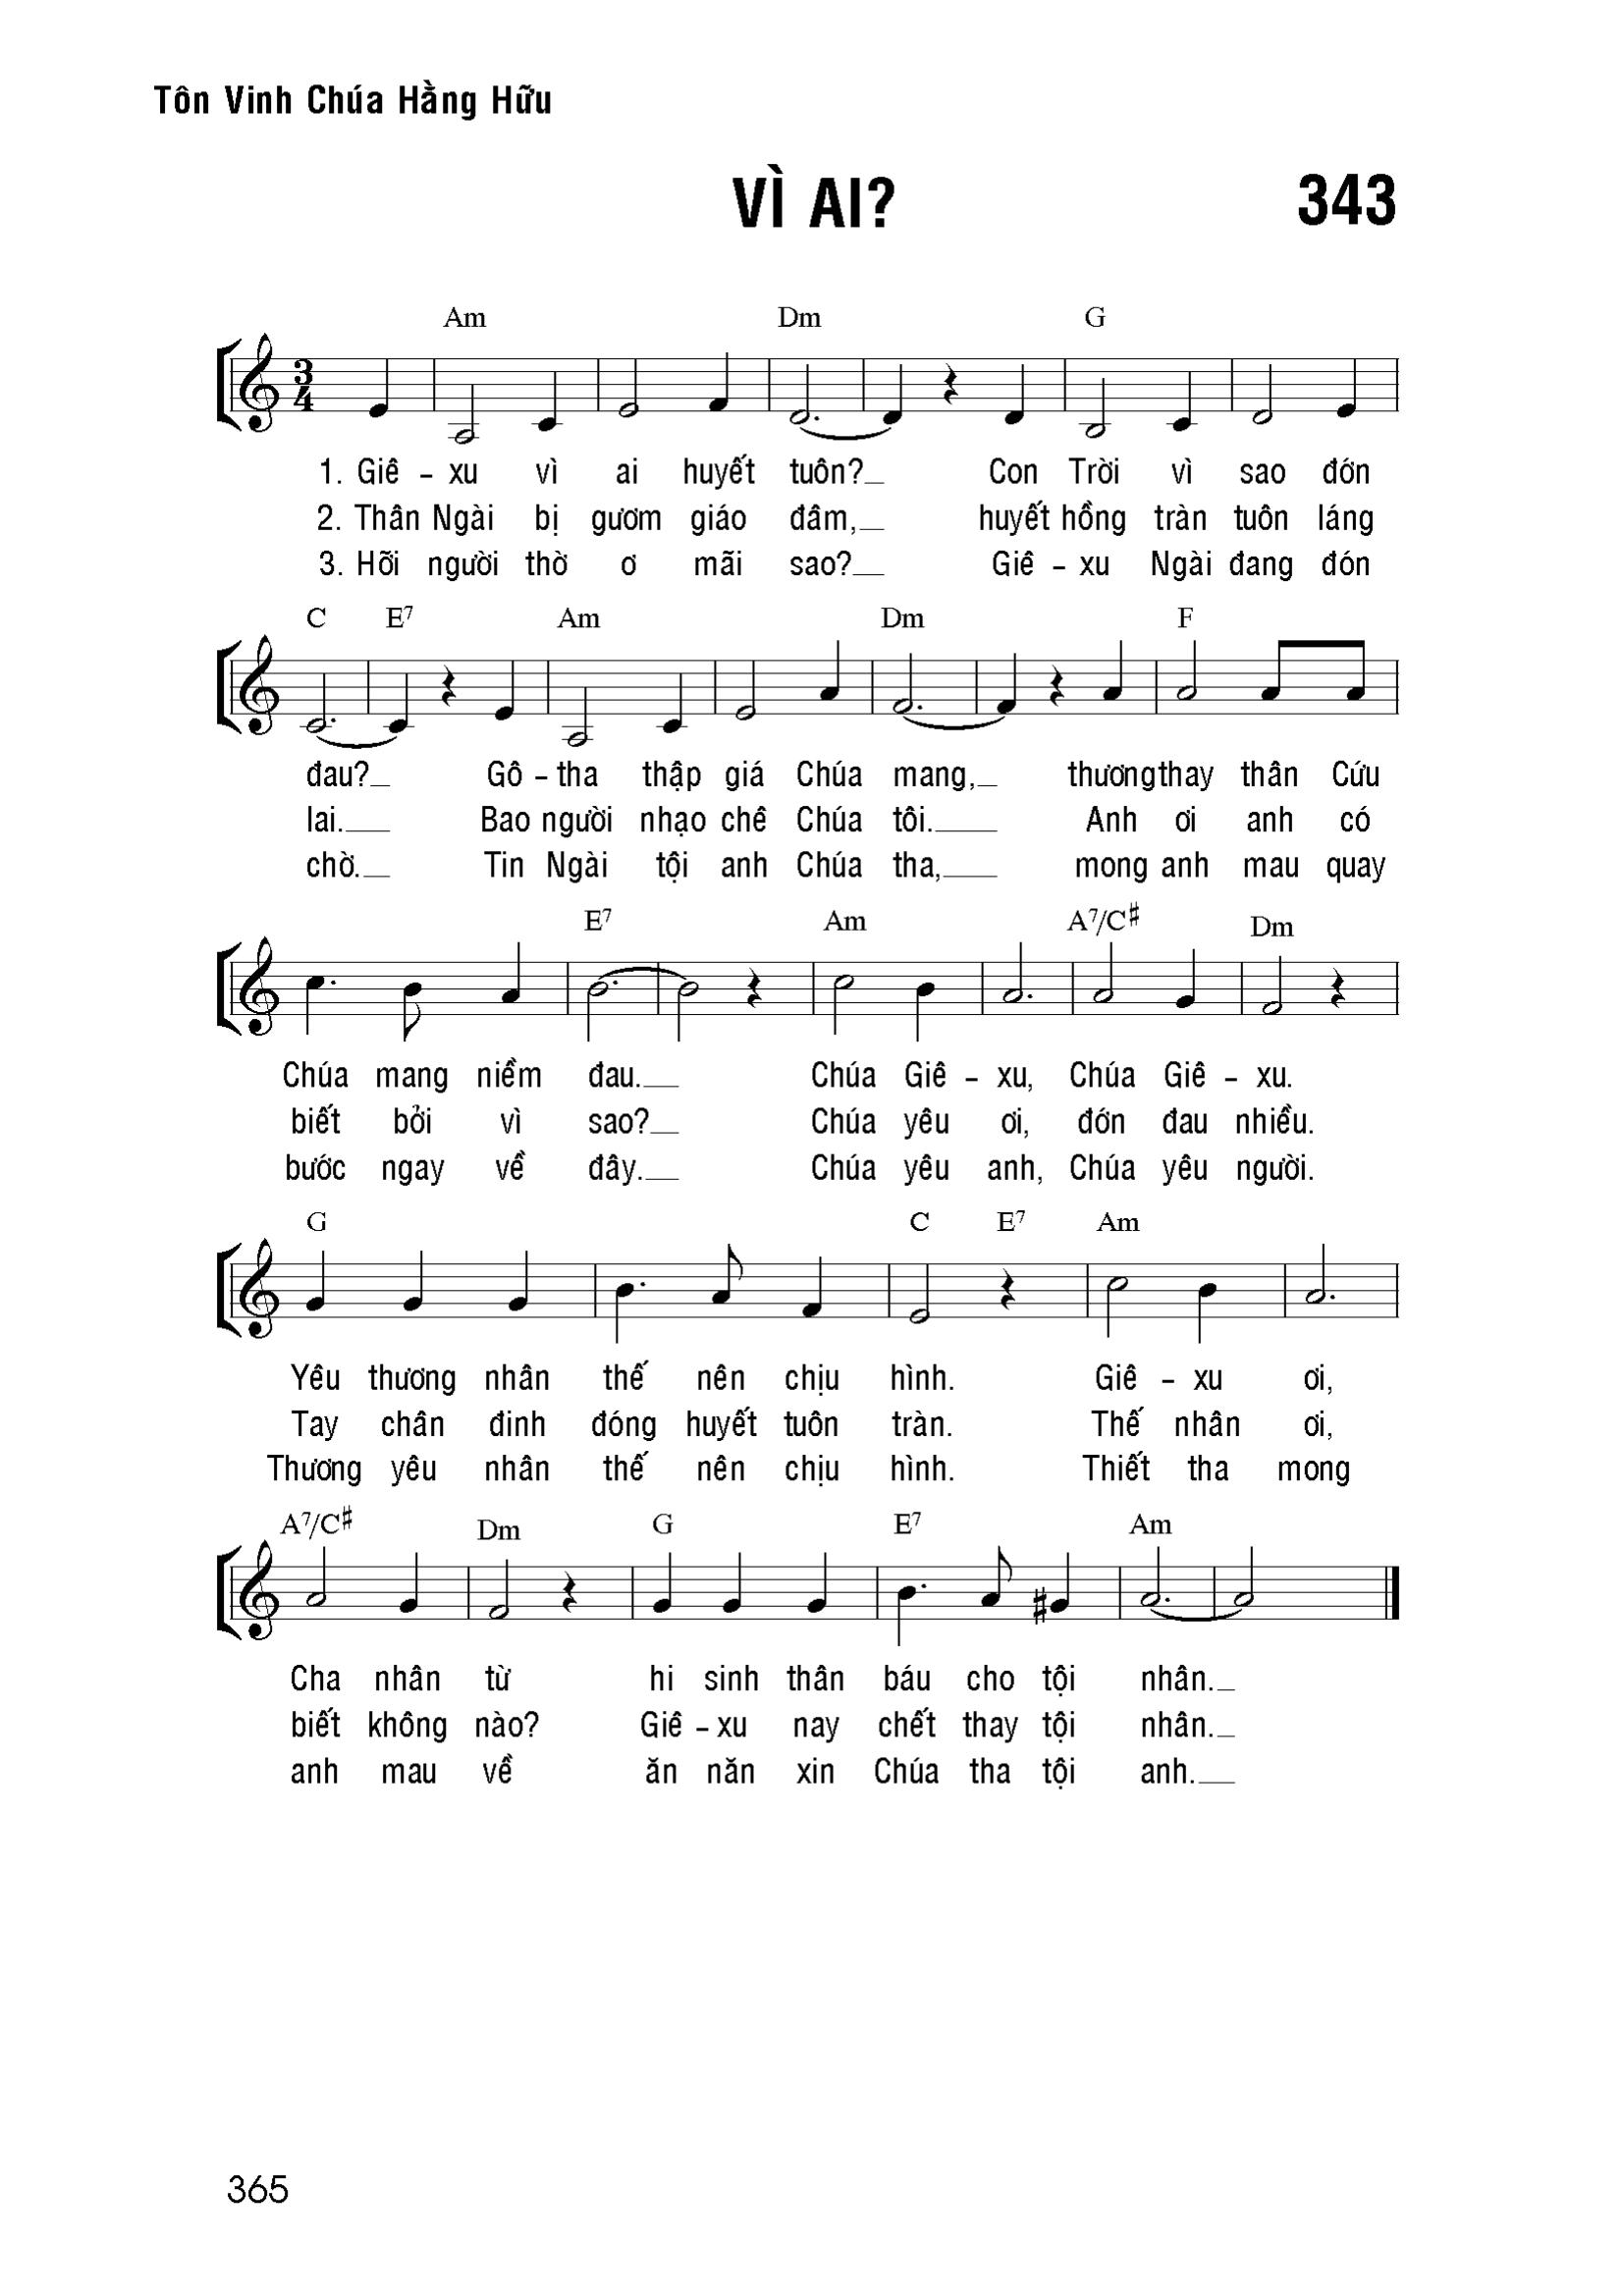 Tôn Vinh Chúa Hằng Hữu
VÌ AI? 343
Am Dm G
3 4
1. Giê - xu vì ai huyết tuôn? Con Trời vì sao đớn
2. Thân Ngài bị gươm giáo đâm, huyết hồng tràn tuôn láng
3. Hỡi người thờ ơ mãi sao? Giê - xu Ngài đang đón
C E7 Am Dm F
đau? Gô - tha thập giá Chúa mang, thương thay thân Cứu
lai. Bao người nhạo chê Chúa tôi. Anh ơi anh có
chờ. Tin Ngài tội anh Chúa tha, mong anh mau quay
E7 Am A7/C# Dm
Chúa mang niềm đau. Chúa Giê - xu, Chúa Giê - xu.
biết bởi vì sao? Chúa yêu ơi, đớn đau nhiều.
bước ngay về đây. Chúa yêu anh, Chúa yêu người.
G C E7 Am
Yêu thương nhân thế nên chịu hình. Giê - xu ơi,
Tay chân đinh đóng huyết tuôn tràn. Thế nhân ơi,
Thương yêu nhân thế nên chịu hình. Thiết tha mong
A7/C# Dm G E7 Am
Cha nhân từ hi sinh thân báu cho tội nhân.
biết không nào? Giê - xu nay chết thay tội nhân.
anh mau về ăn năn xin Chúa tha tội anh.
365